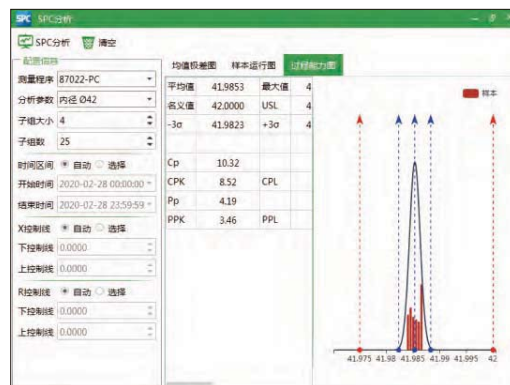 SPC SPC分析
SPC分析 清空
配置信息
测量程序 87022-PC
分析参数 内径 Ø42
子组大小 4
子组数 25
时间区间 自动 选择
开始时间 2020-02-28 00:00:00
结束时间 2020-02-28 23:59:59
X控制线 自动 选择
下控制线 0.0000
上控制线 0.0000
R控制线 自动 选择
下控制线 0.0000
上控制线 0.0000
均值极差图 样本运行图 过程能力图
平均值 41.9853 最大值 4
名义值 42.0000 USL 4
-3σ 41.9823 +3σ 4
Cp 10.32
CPK 8.52 CPL
Pp 4.19
PPK 3.46 PPL
样本
41.975 41.98 41.985 41.99 41.995 42